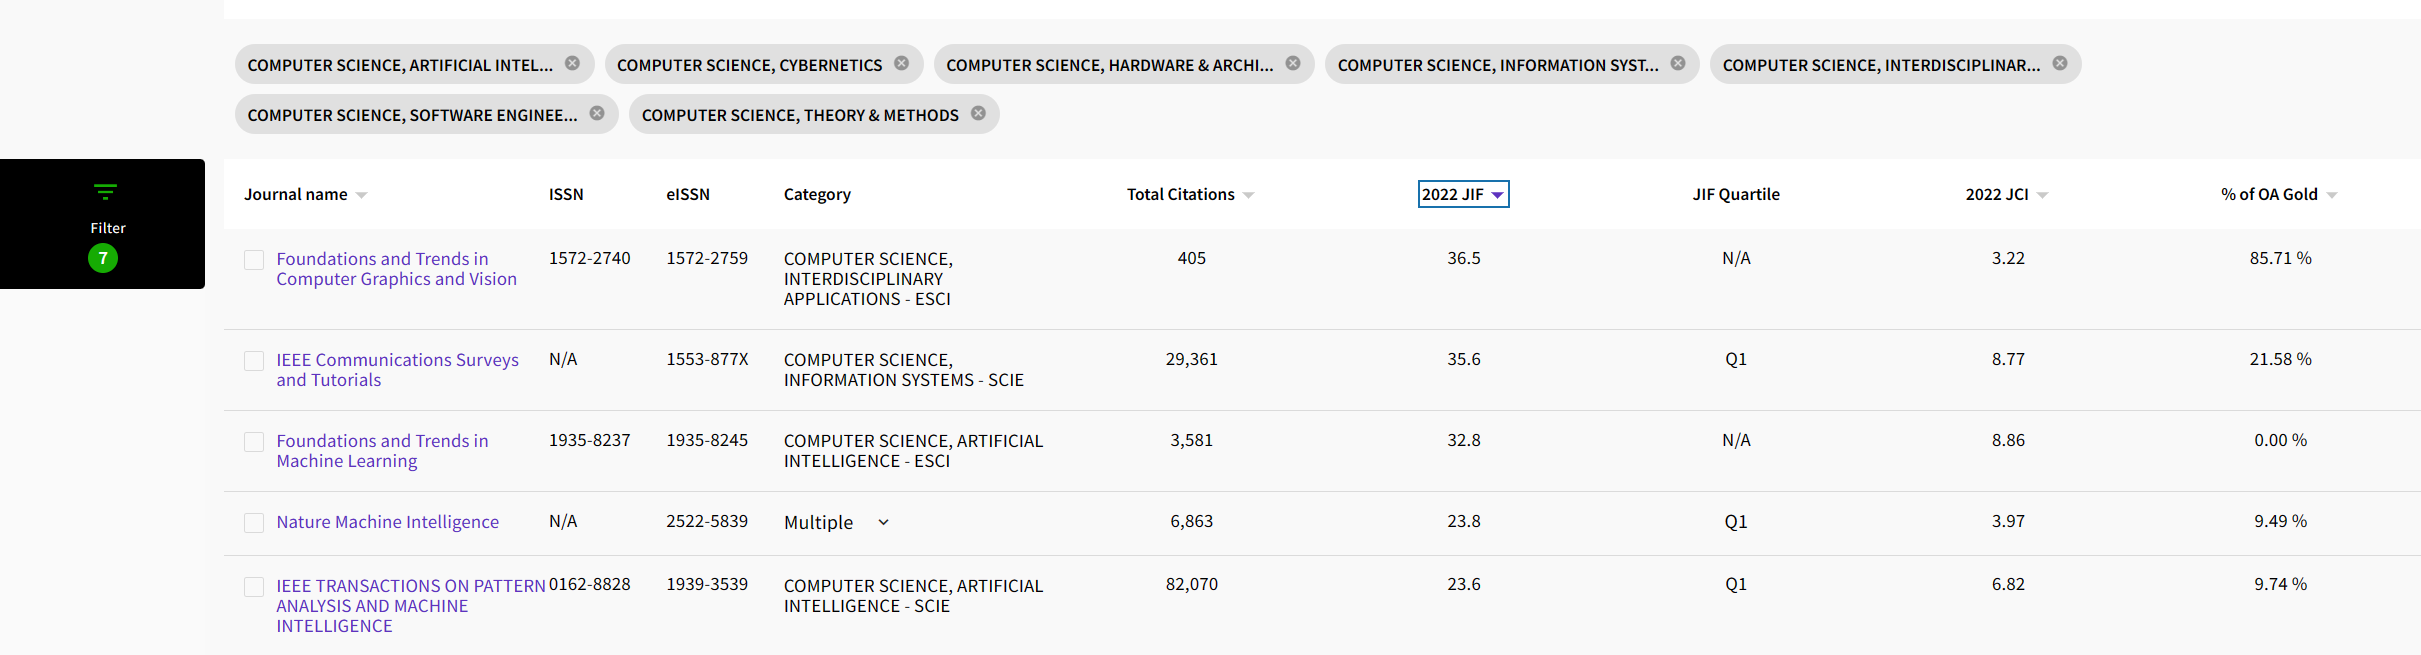 COMPUTER SCIENCE, ARTIFICIAL INTEL... COMPUTER SCIENCE, CYBERNETICS COMPUTER SCIENCE, HARDWARE & ARCHI... COMPUTER SCIENCE, INFORMATION SYST... COMPUTER SCIENCE, INTERDISCIPLINAR...
COMPUTER SCIENCE, SOFTWARE ENGINEE... COMPUTER SCIENCE, THEORY & METHODS
Filter
7
Journal name ISSN eISSN Category Total Citations 2022 JIF JIF Quartile 2022 JCI % of OA Gold
Foundations and Trends in 1572-2740 1572-2759 COMPUTER SCIENCE, 405 36.5 N/A 3.22 85.71 %
Computer Graphics and Vision INTERDISCIPLINARY
APPLICATIONS - ESCI
IEEE Communications Surveys N/A 1553-877X COMPUTER SCIENCE, 29,361 35.6 Q1 8.77 21.58 %
and Tutorials INFORMATION SYSTEMS - SCIE
Foundations and Trends in 1935-8237 1935-8245 COMPUTER SCIENCE, ARTIFICIAL 3,581 32.8 N/A 8.86 0.00 %
Machine Learning INTELLIGENCE - ESCI
Nature Machine Intelligence N/A 2522-5839 Multiple 6,863 23.8 Q1 3.97 9.49 %
IEEE TRANSACTIONS ON PATTERN 0162-8828 1939-3539 COMPUTER SCIENCE, ARTIFICIAL 82,070 23.6 Q1 6.82 9.74 %
ANALYSIS AND MACHINE INTELLIGENCE - SCIE
INTELLIGENCE